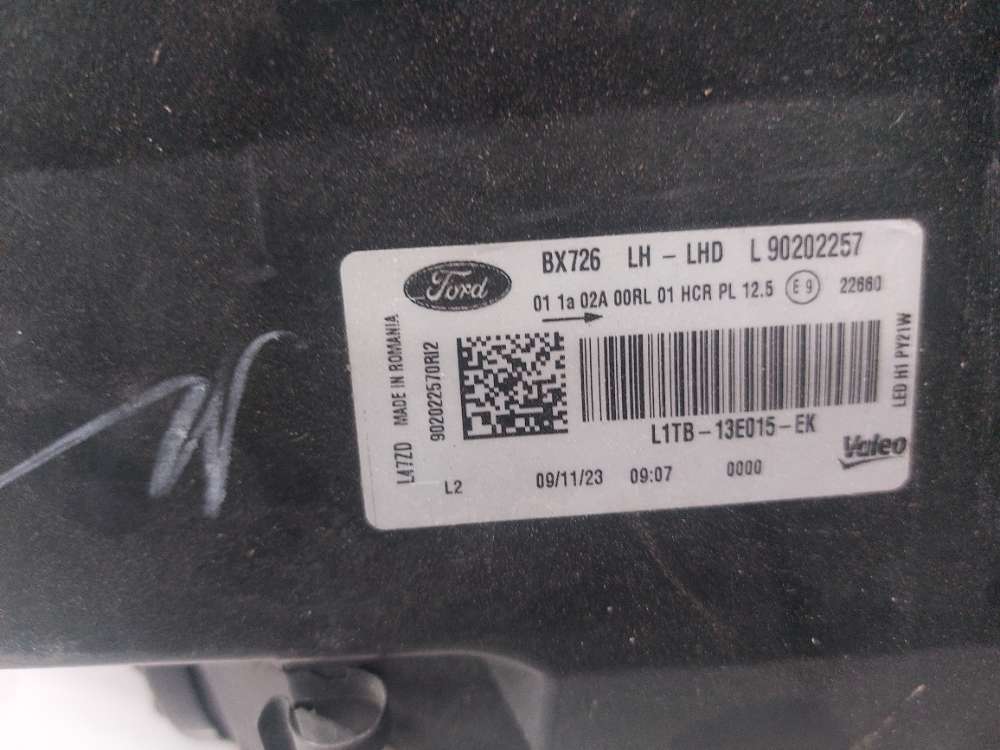 Ford
BX726 LH - LHD L 90202257
01 1a 02A 00RL 01 HCR PL 12.5 E9 22660
L47ZD MADE IN ROMANIA
902022570RI2
LED H1 PY21W
L1TB-13E015-EK
Valeo
L2 09/11/23 09:07 0000